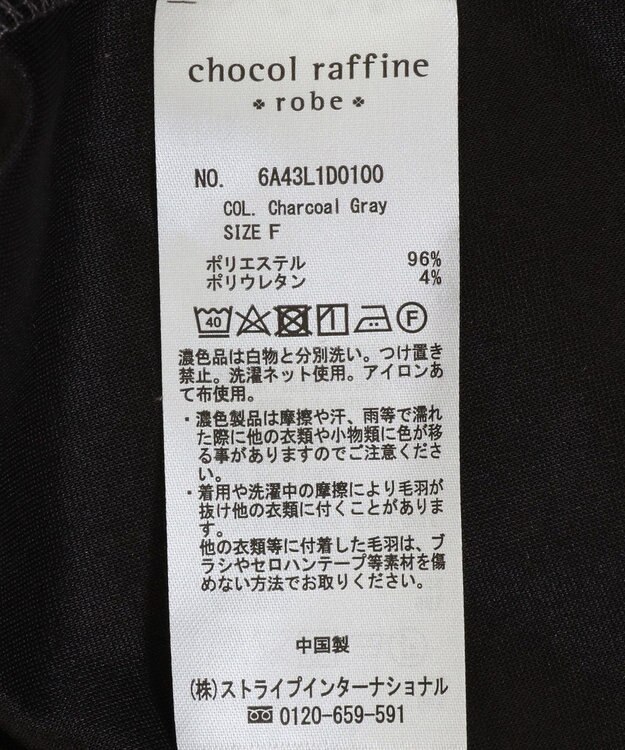 chocol raffine
robe
NO. 6A43L1D0100
COL. Charcoal Gray
SIZE F
ポリエステル 96%
ポリウレタン 4%
40 F
濃色品は白物と分別洗い。つけ置き
禁止。洗濯ネット使用。アイロンあ
て布使用。
・濃色製品は摩擦や汗、雨等で濡れ
た際に他の衣類や小物類に色が移
る事がありますのでご注意くださ
い。
・着用や洗濯中の摩擦により毛羽が
抜け他の衣類に付くことがありま
す。
他の衣類等に付着した毛羽は、ブ
ラシやセロハンテープ等素材を傷
めない方法でお取りください。
中国製
(株)ストライプインターナショナル
0120-659-591